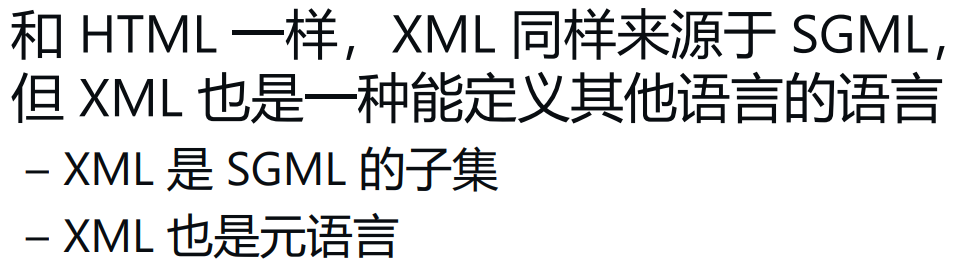 和 HTML 一样，XML 同样来源于 SGML，
但 XML 也是一种能定义其他语言的语言
– XML 是 SGML 的子集
– XML 也是元语言